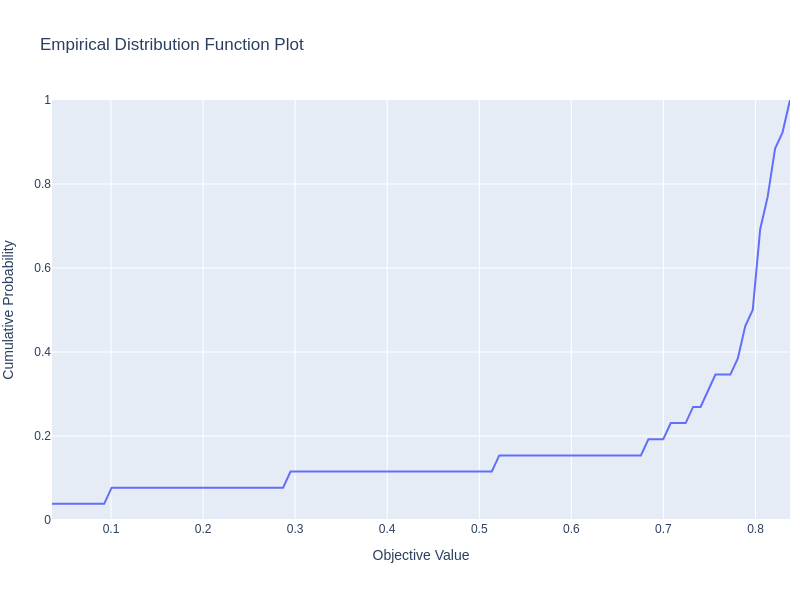 Empirical Distribution Function Plot
Cumulative Probability
1
0.8
0.6
0.4
0.2
0
0.1 0.2 0.3 0.4 0.5 0.6 0.7 0.8
Objective Value